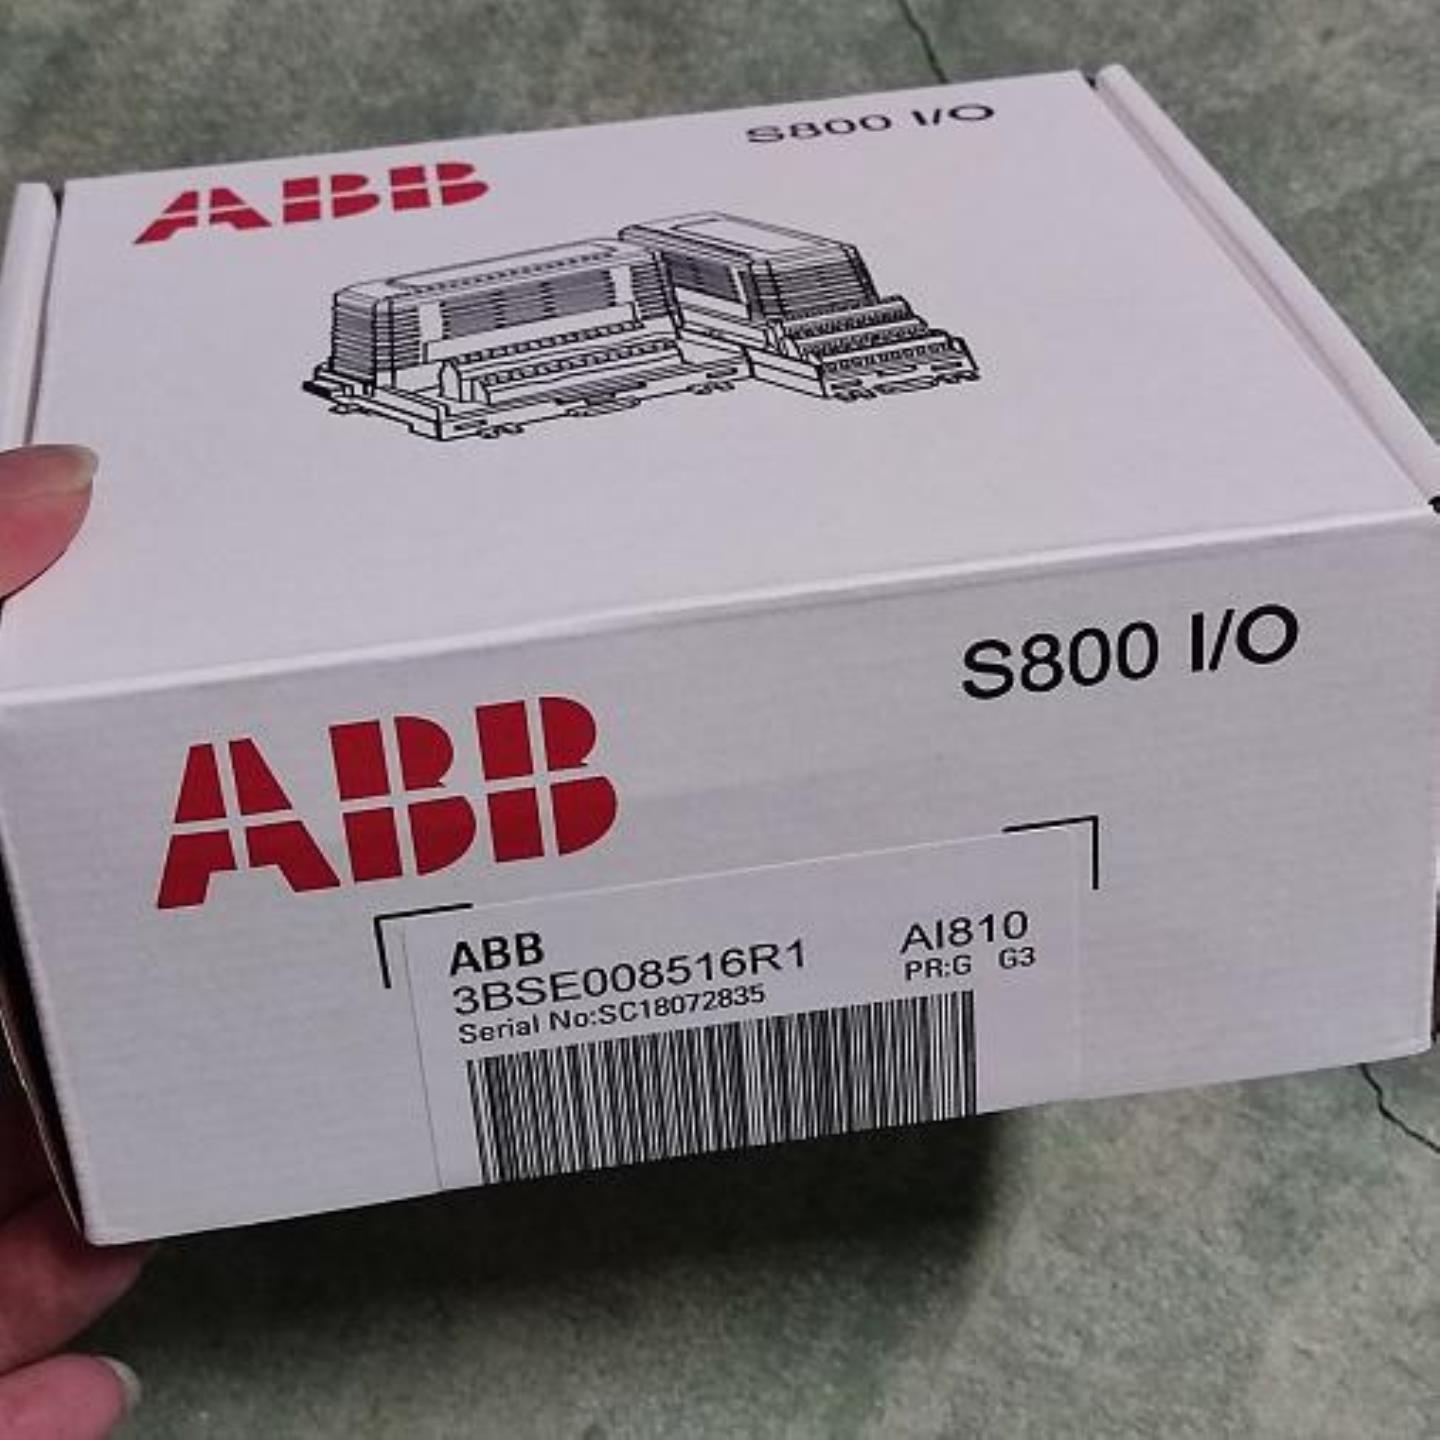 S800 I/O
ABB
S800 I/O
ABB
ABB
3BSE008516R1 AI810
Serial No:SC18072835 PR:G G3